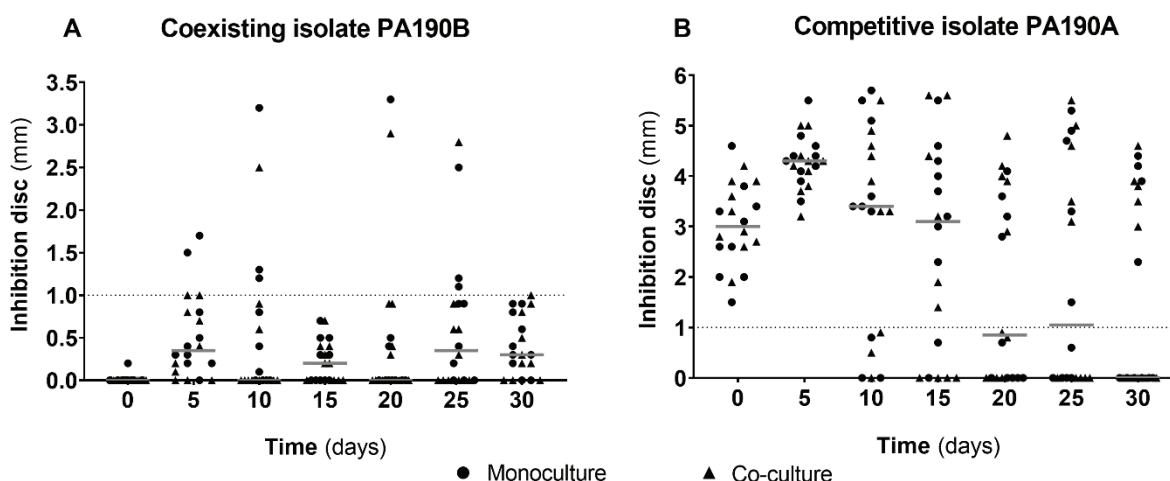 A Coexisting isolate PA190B
Inhibition disc (mm)
3.5
3.0
2.5
2.0
1.5
1.0
0.5
0.0
0 5 10 15 20 25 30
Time (days)
B Competitive isolate PA190A
Inhibition disc (mm)
6
5
4
3
2
1
0
0 5 10 15 20 25 30
Time (days)
Monoculture Co-culture